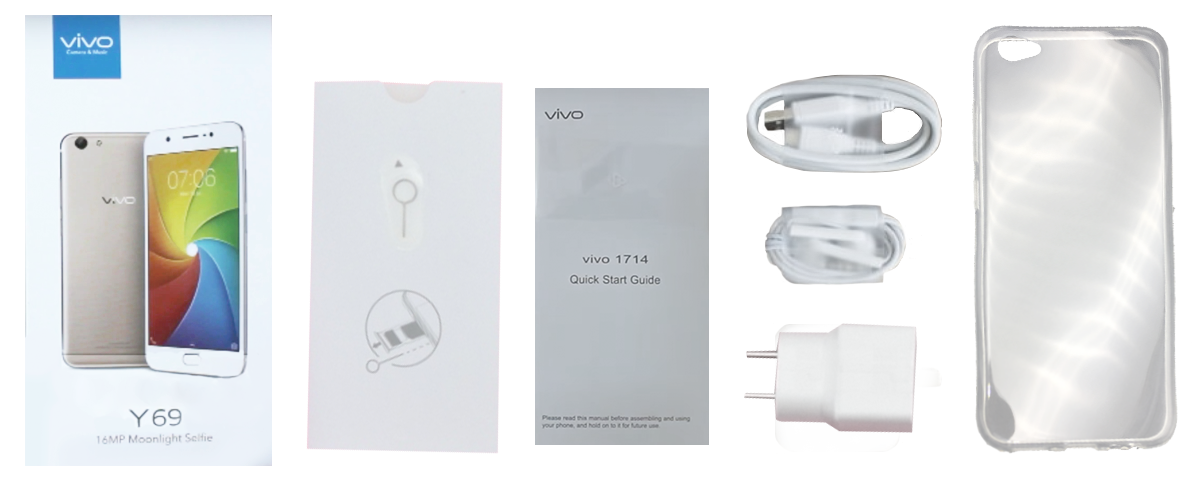 vivo
Camera & Music
07:06
vivo
Y69
16MP Moonlight Selfie
vivo
vivo 1714
Quick Start Guide
Please read this manual before assembling and using
your phone, and hold on to it for future use.